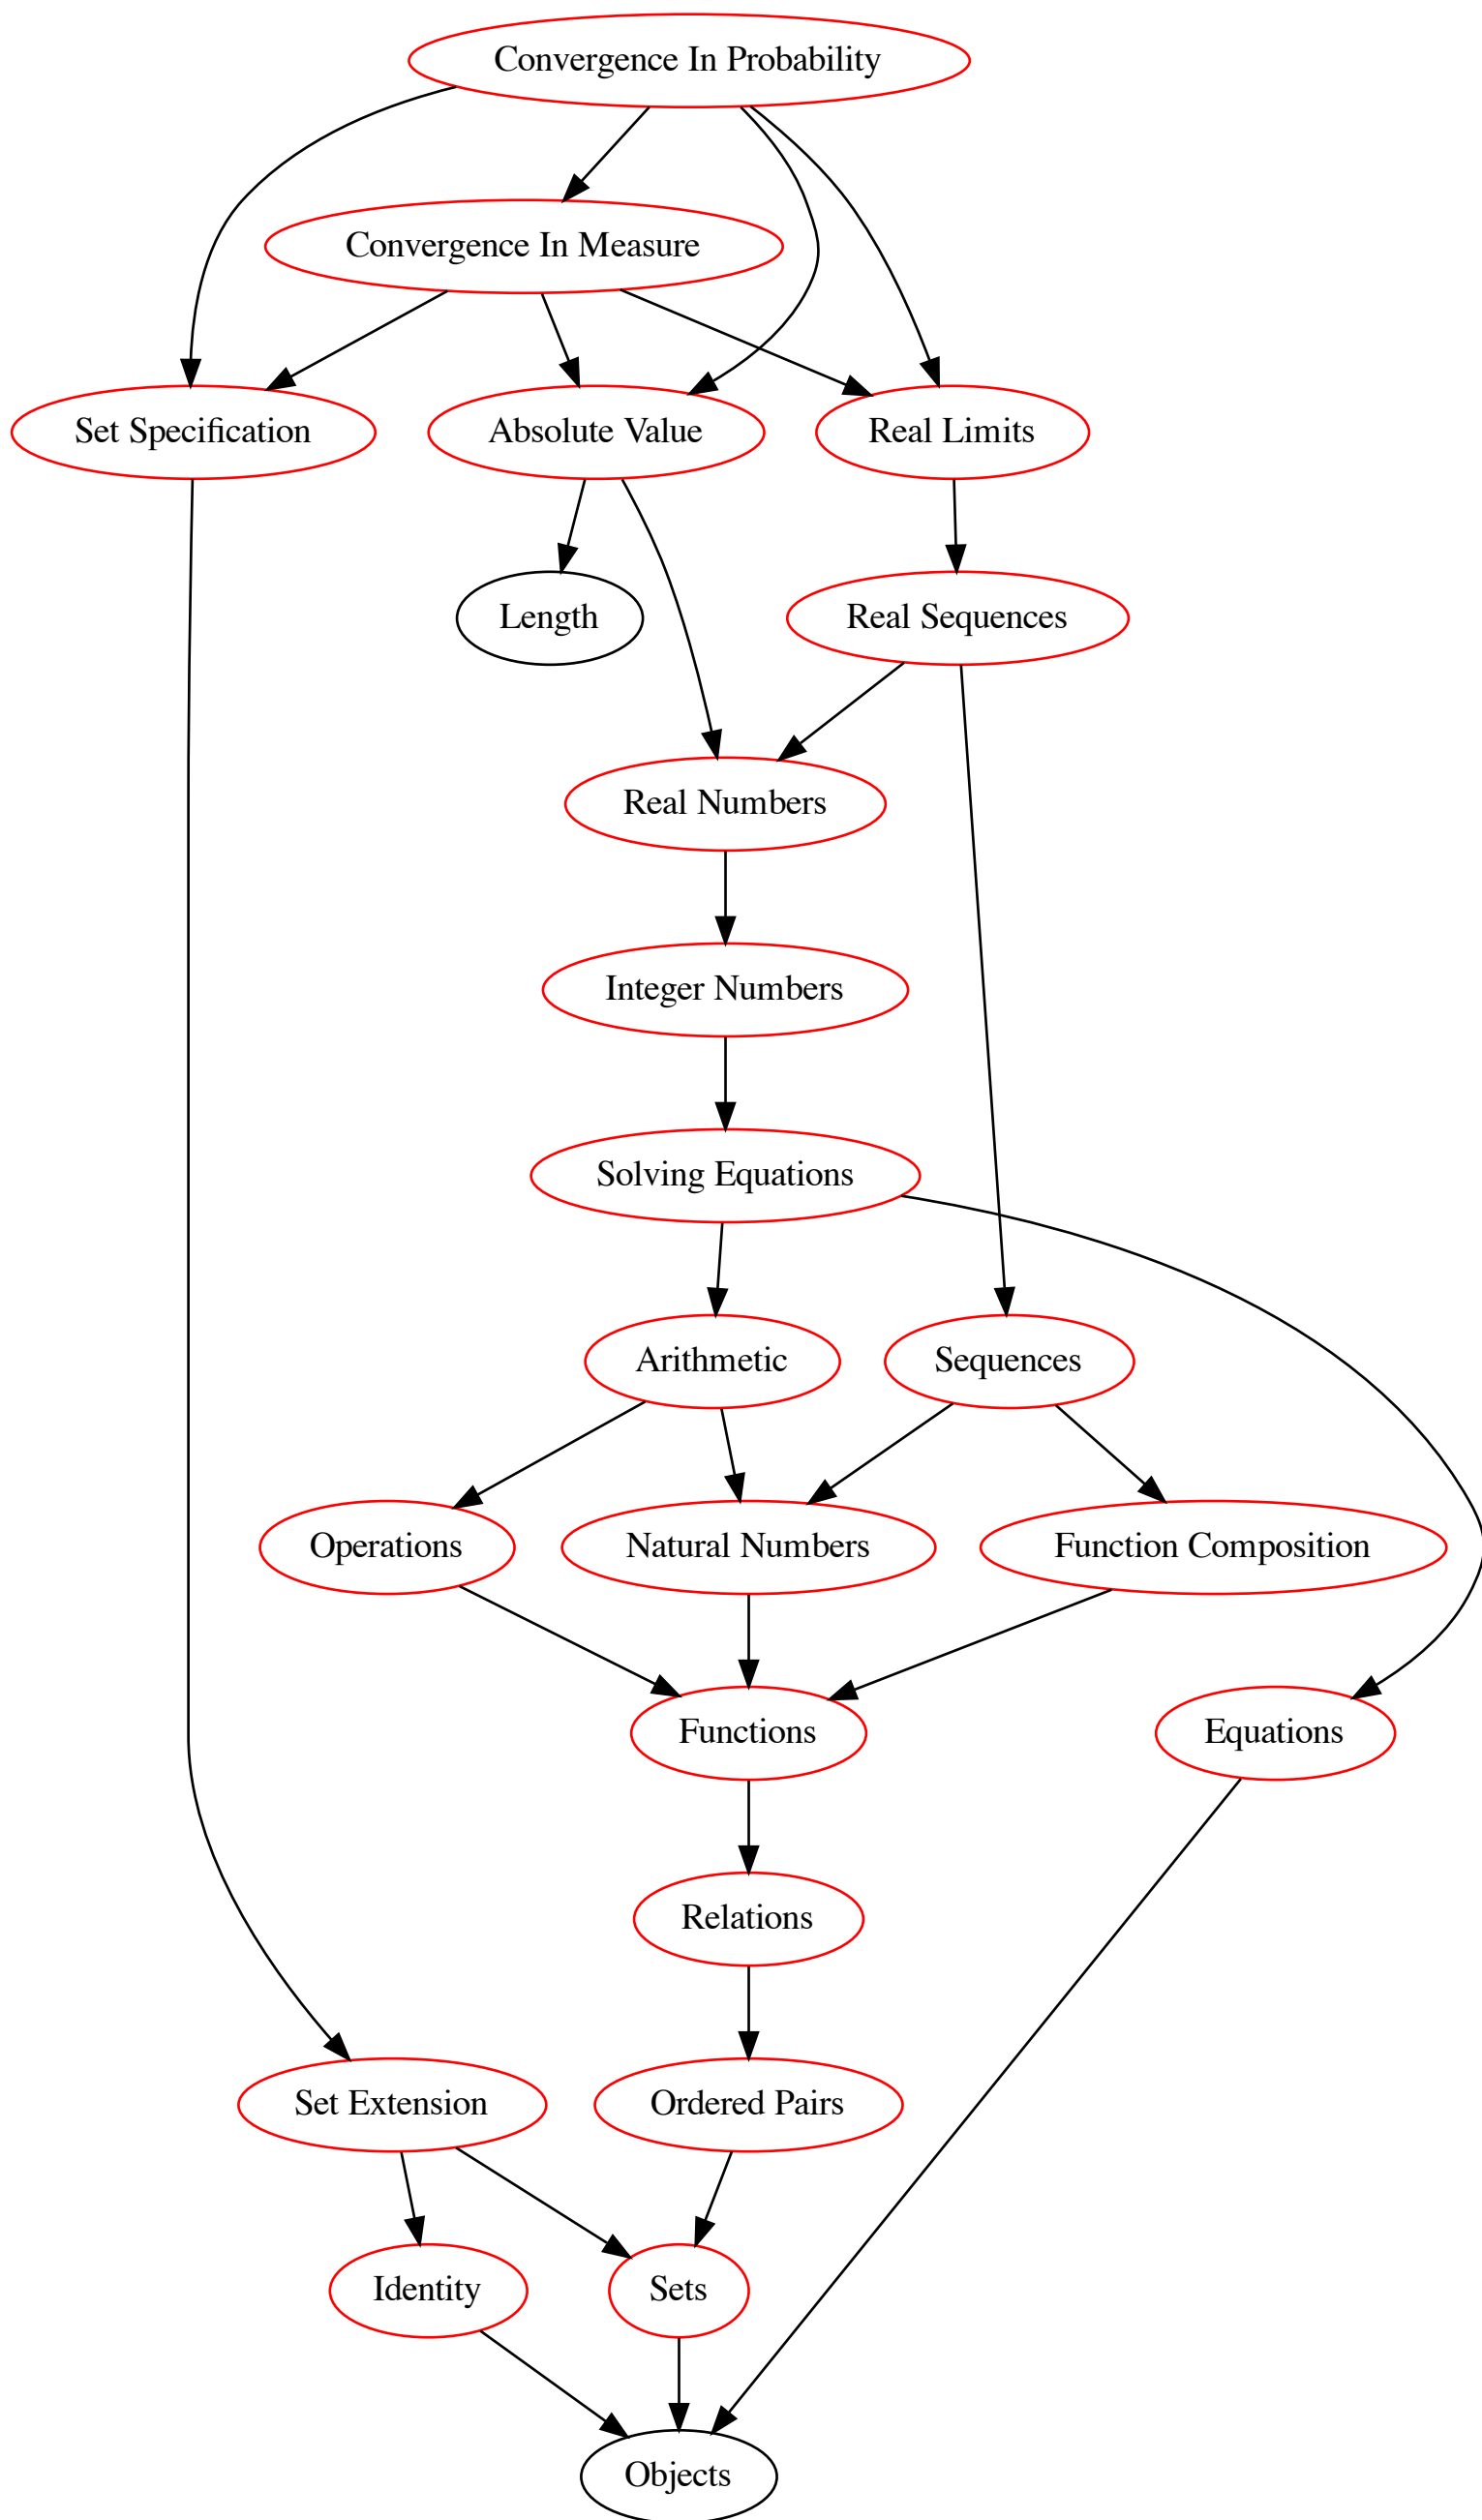 Convergence In Probability
Convergence In Measure
Set Specification
Absolute Value
Real Limits
Length
Real Sequences
Real Numbers
Integer Numbers
Solving Equations
Arithmetic
Sequences
Operations
Natural Numbers
Function Composition
Functions
Equations
Relations
Set Extension
Ordered Pairs
Identity
Sets
Objects